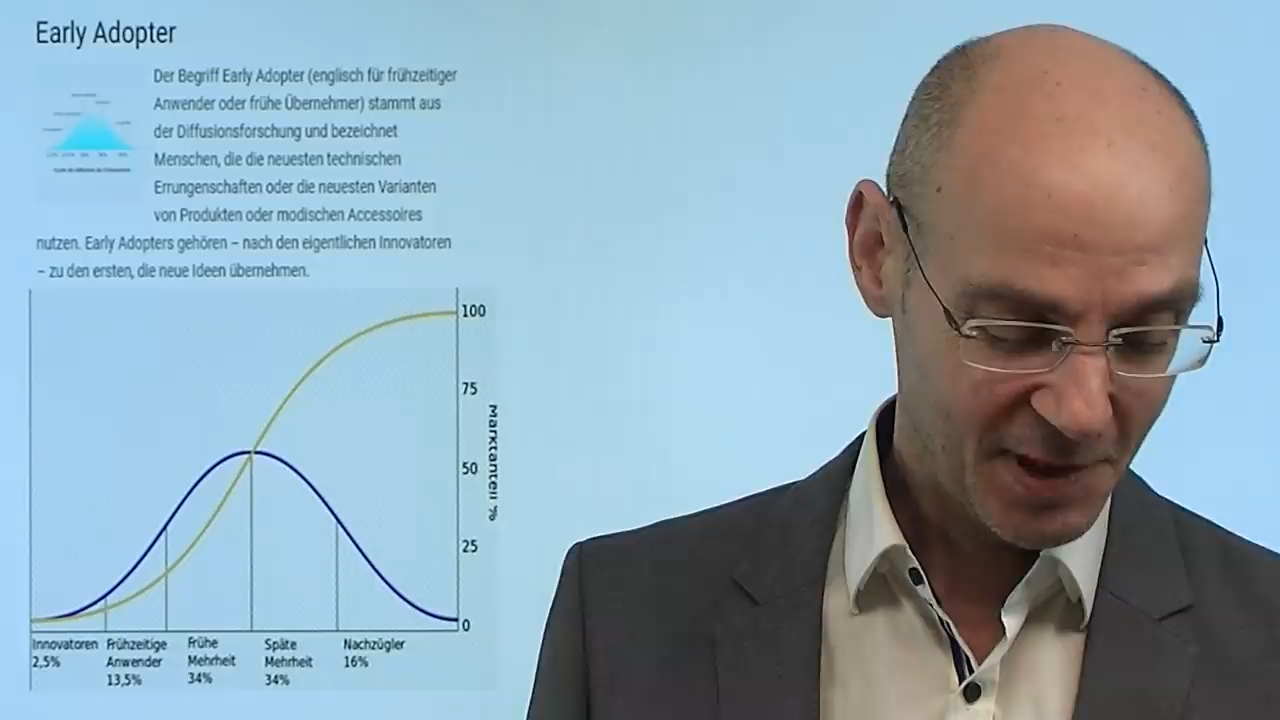 Early Adopter
Der Begriff Early Adopter (englisch für frühzeitiger
Anwender oder frühe Übernehmer) stammt aus
der Diffusionsforschung und bezeichnet
Menschen, die die neuesten technischen
Errungenschaften oder die neuesten Varianten
von Produkten oder modischen Accessoires
nutzen. Early Adopters gehören – nach den eigentlichen Innovatoren
– zu den ersten, die neue Ideen übernehmen.
100
75
50
25
0
Marktanteil %
Innovatoren
2,5%
Frühzeitige
Anwender
13,5%
Frühe
Mehrheit
34%
Späte
Mehrheit
34%
Nachzügler
16%